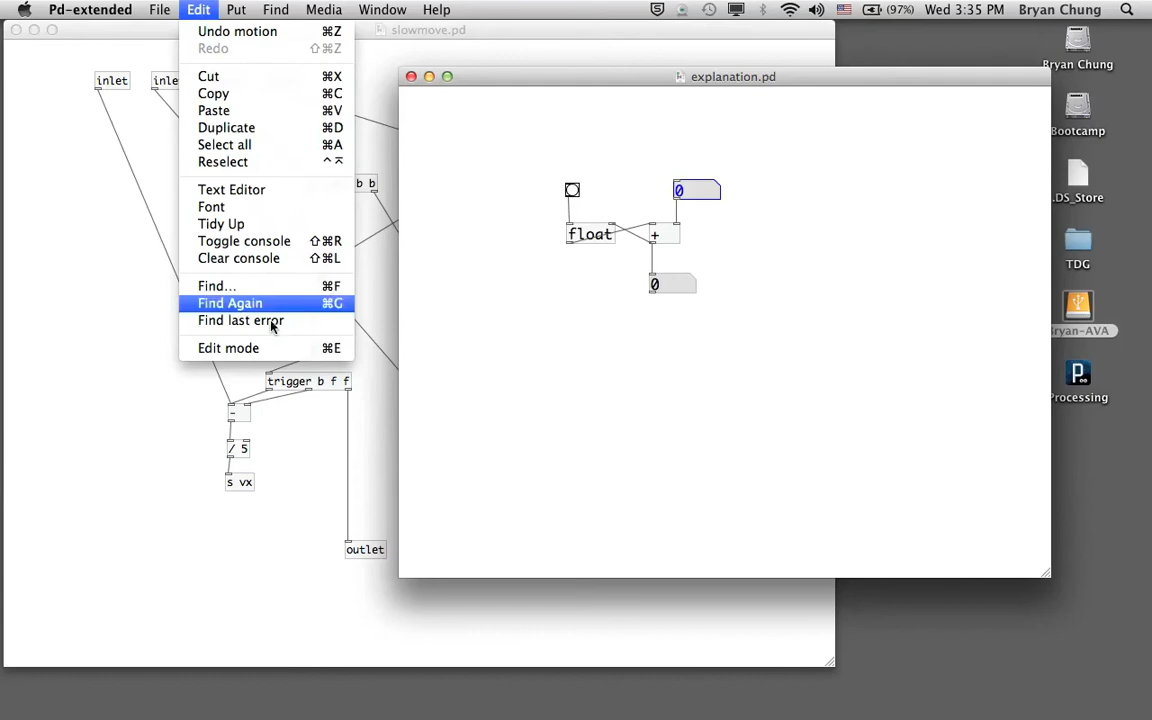 Pd-extended File Edit Put Find Media Window Help (97%) Wed 3:35 PM Bryan Chung
slowmove.pd
Undo motion ⌘Z
Redo ⇧⌘Z
Cut ⌘X
Copy ⌘C
Paste ⌘V
Duplicate ⌘D
Select all ⌘A
Reselect ⌃⌤
Text Editor
Font
Tidy Up
Toggle console ⇧⌘R
Clear console ⇧⌘L
Find... ⌘F
Find Again ⌘G
Find last error
Edit mode ⌘E
inlet
b b
trigger b f f
-
/ 5
s vx
outlet
explanation.pd
0
float
+
0
Bryan Chung
Bootcamp
.DS_Store
TDG
Bryan-AVA
Processing